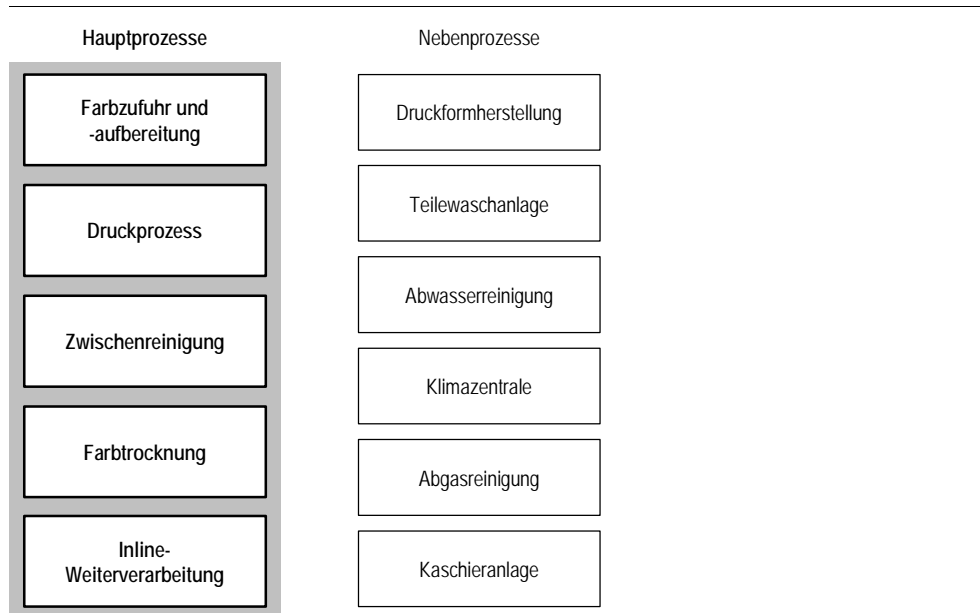 Hauptprozesse
Farbzufuhr und
-aufbereitung
Druckprozess
Zwischenreinigung
Farbtrocknung
Inline-
Weiterverarbeitung
Nebenprozesse
Druckformherstellung
Teilewaschanlage
Abwasserreinigung
Klimazentrale
Abgasreinigung
Kaschieranlage